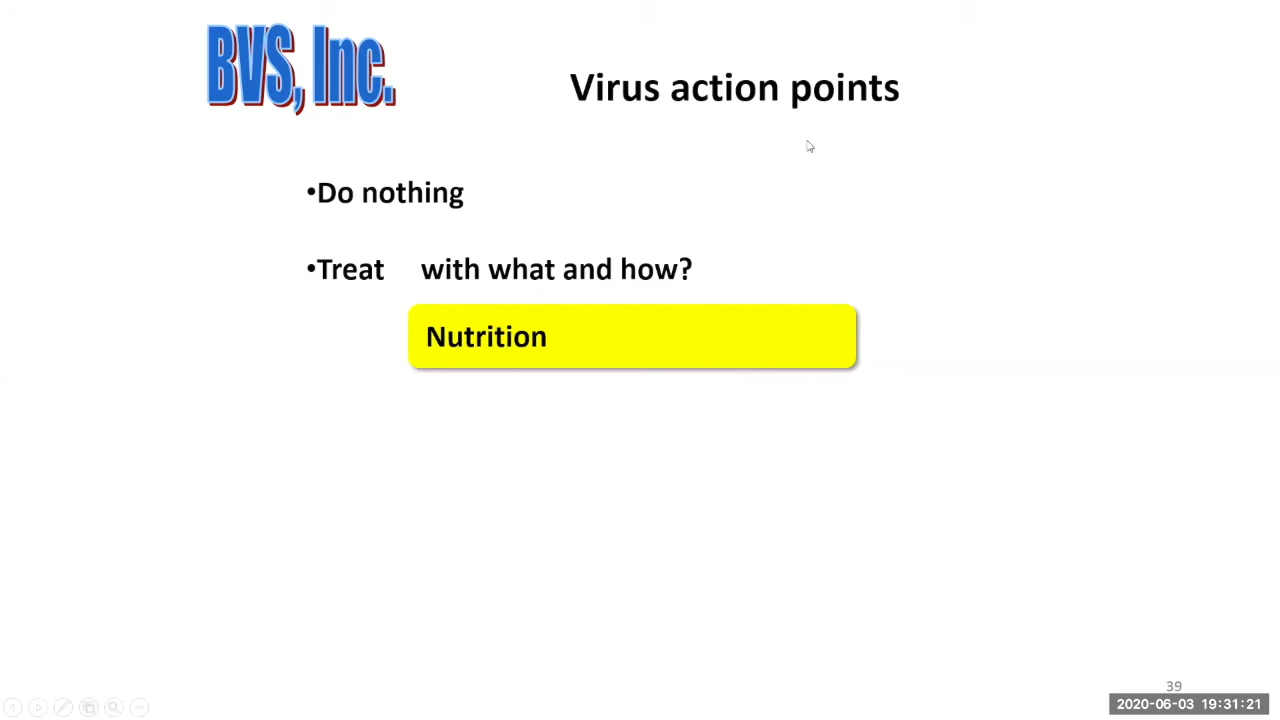 BVS, Inc.
Virus action points
•Do nothing
•Treat with what and how?
Nutrition
39
2020-06-03 19:31:21